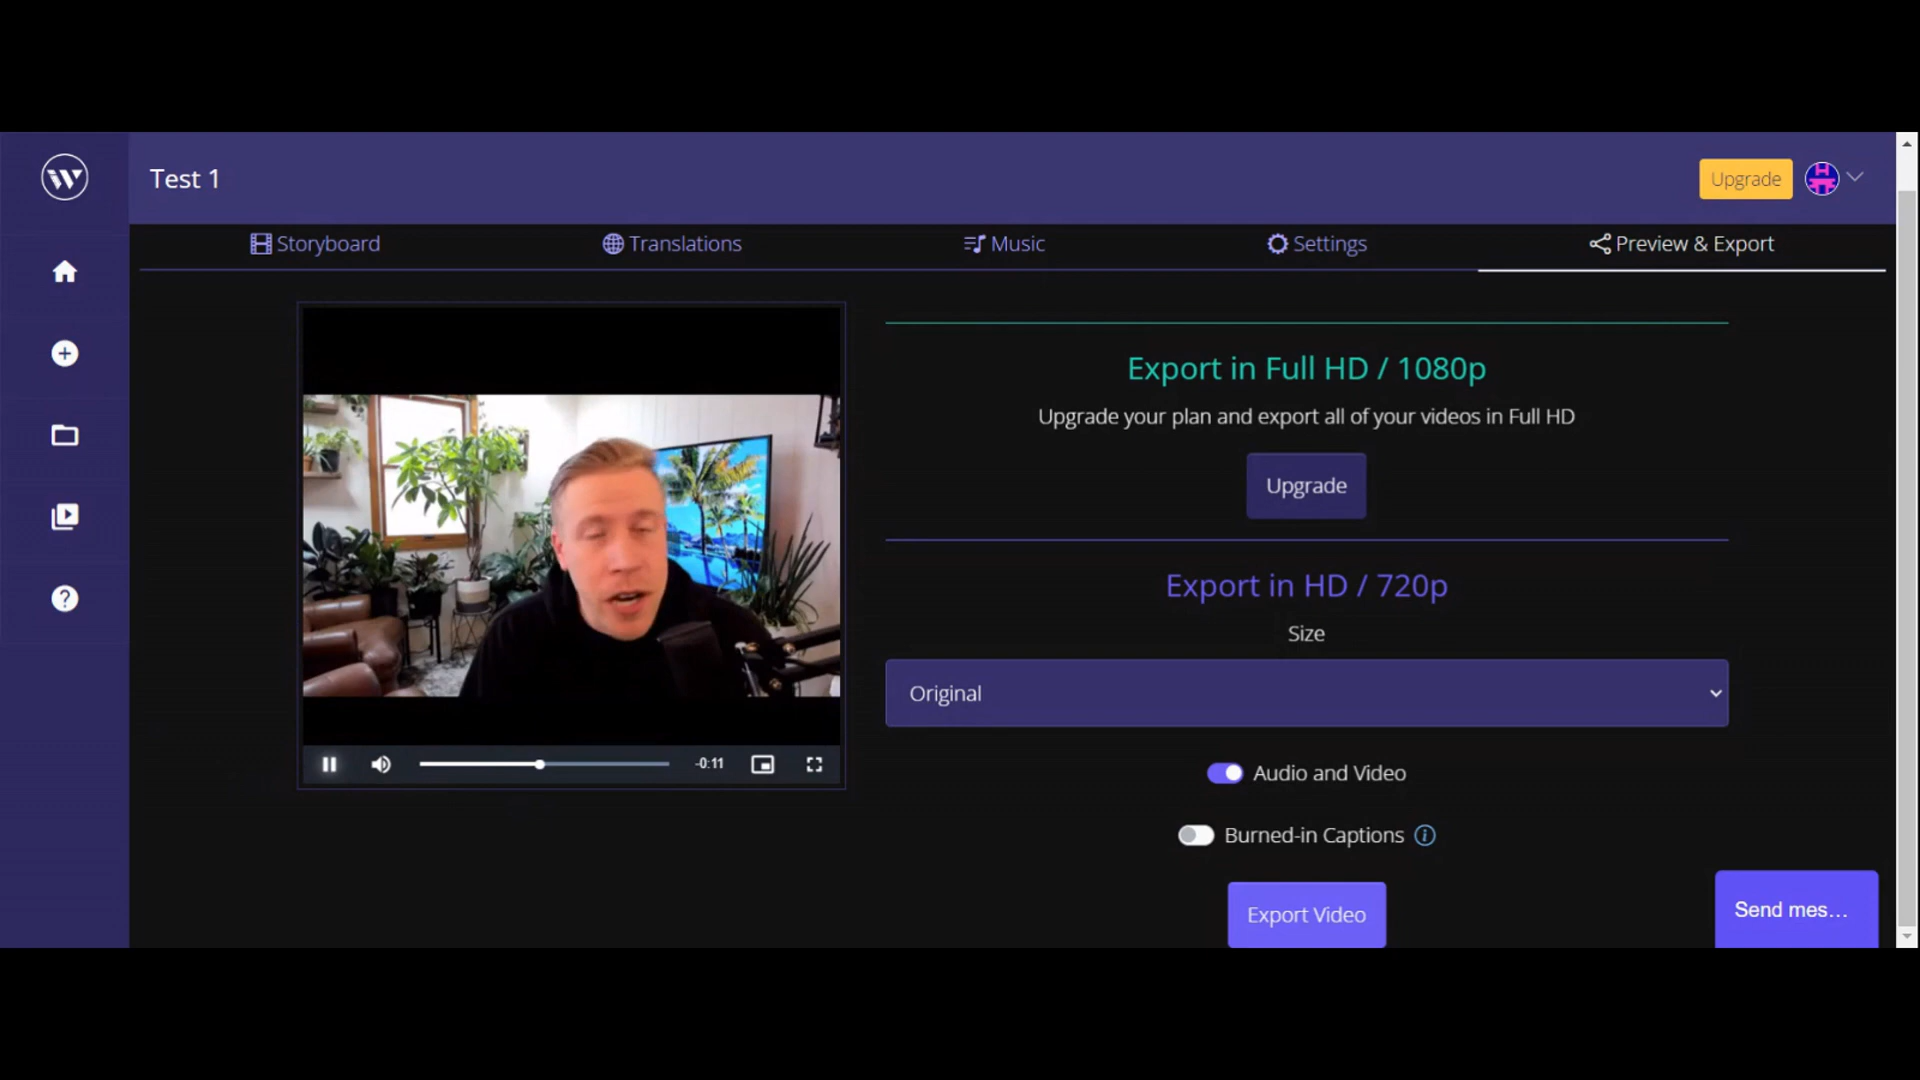 Test 1
Upgrade
Storyboard
Translations
Music
Settings
Preview & Export
Export in Full HD / 1080p
Upgrade your plan and export all of your videos in Full HD
Upgrade
Export in HD / 720p
Size
Original
-0:11
Audio and Video
Burned-in Captions
Export Video
Send mes...